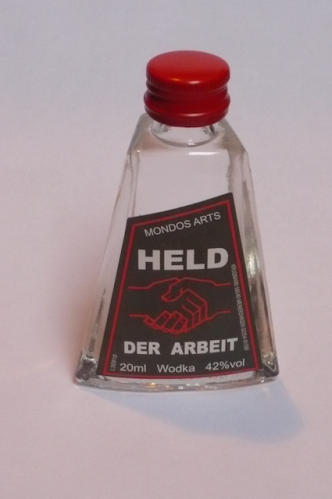 MONDOS ARTS
HELD
DER ARBEIT
20ml Wodka 42%vol